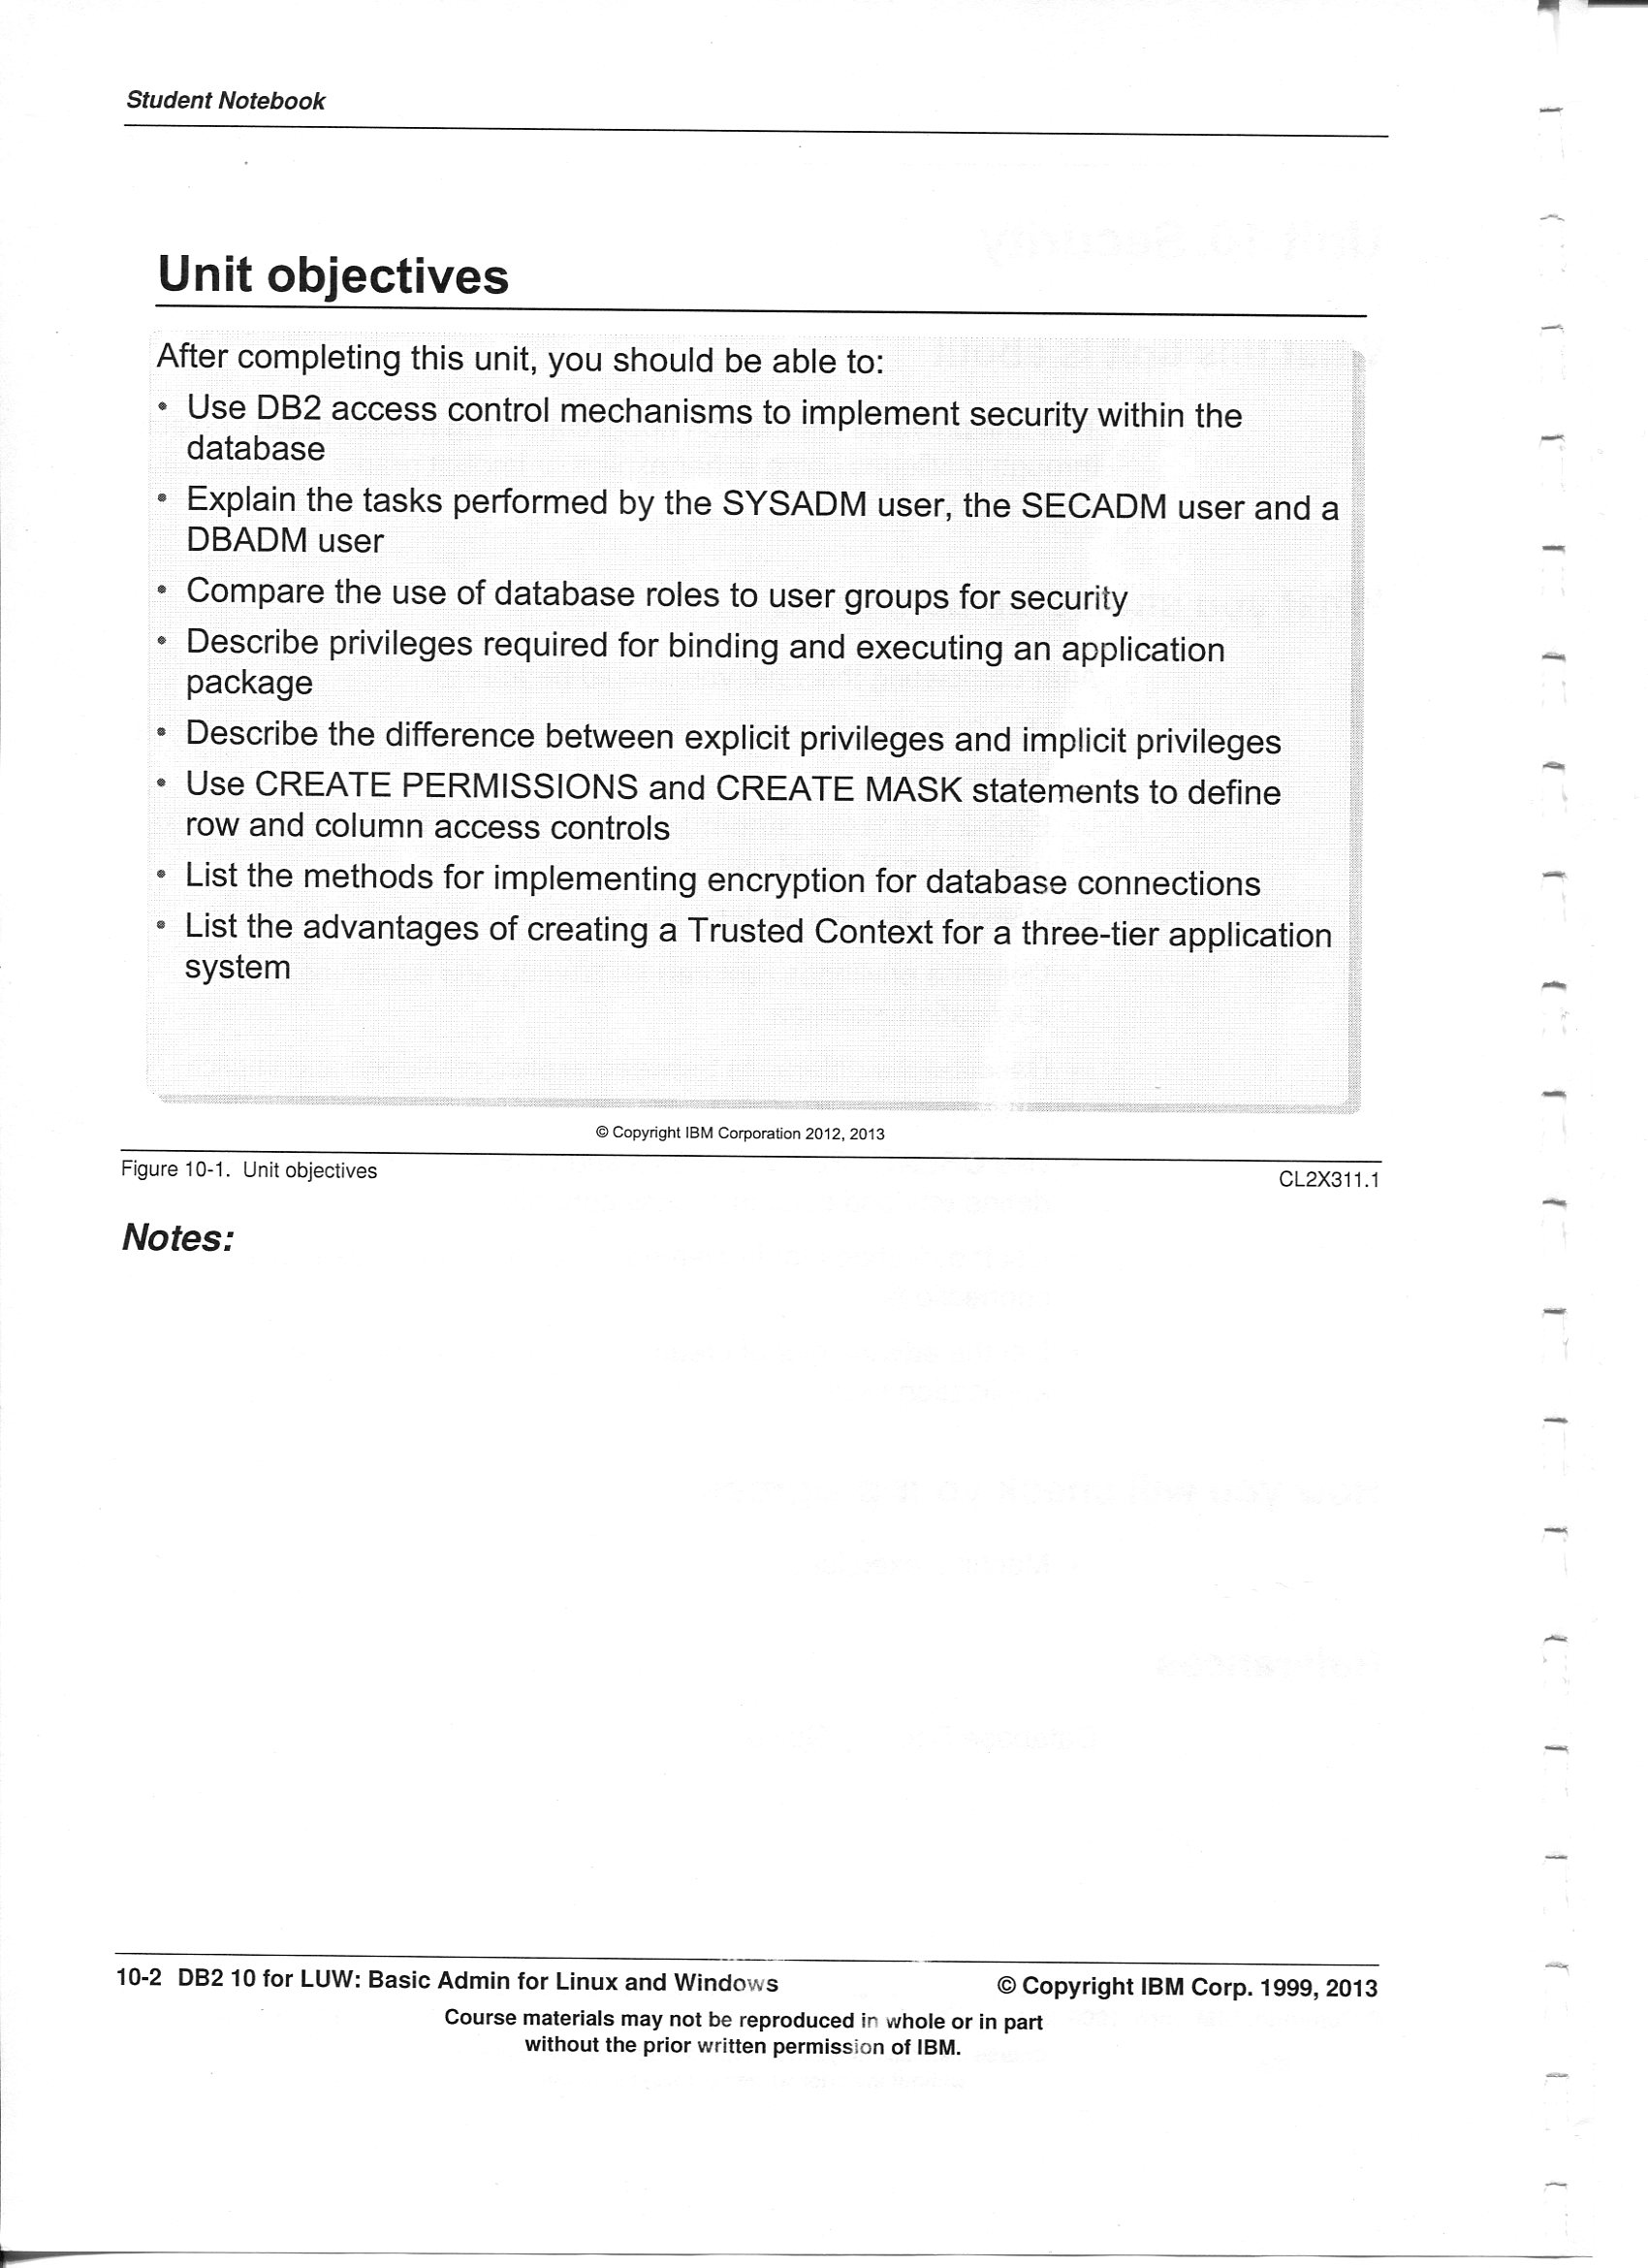 Student Notebook
Unit objectives
After completing this unit, you should be able to:
• Use DB2 access control mechanisms to implement security within the
database
• Explain the tasks performed by the SYSADM user, the SECADM user and a
DBADM user
• Compare the use of database roles to user groups for security
• Describe privileges required for binding and executing an application
package
• Describe the difference between explicit privileges and implicit privileges
• Use CREATE PERMISSIONS and CREATE MASK statements to define
row and column access controls
• List the methods for implementing encryption for database connections
• List the advantages of creating a Trusted Context for a three-tier application
system
© Copyright IBM Corporation 2012, 2013
Figure 10-1. Unit objectives CL2X311.1
Notes:
10-2 DB2 10 for LUW: Basic Admin for Linux and Windows © Copyright IBM Corp. 1999, 2013
Course materials may not be reproduced in whole or in part
without the prior written permission of IBM.